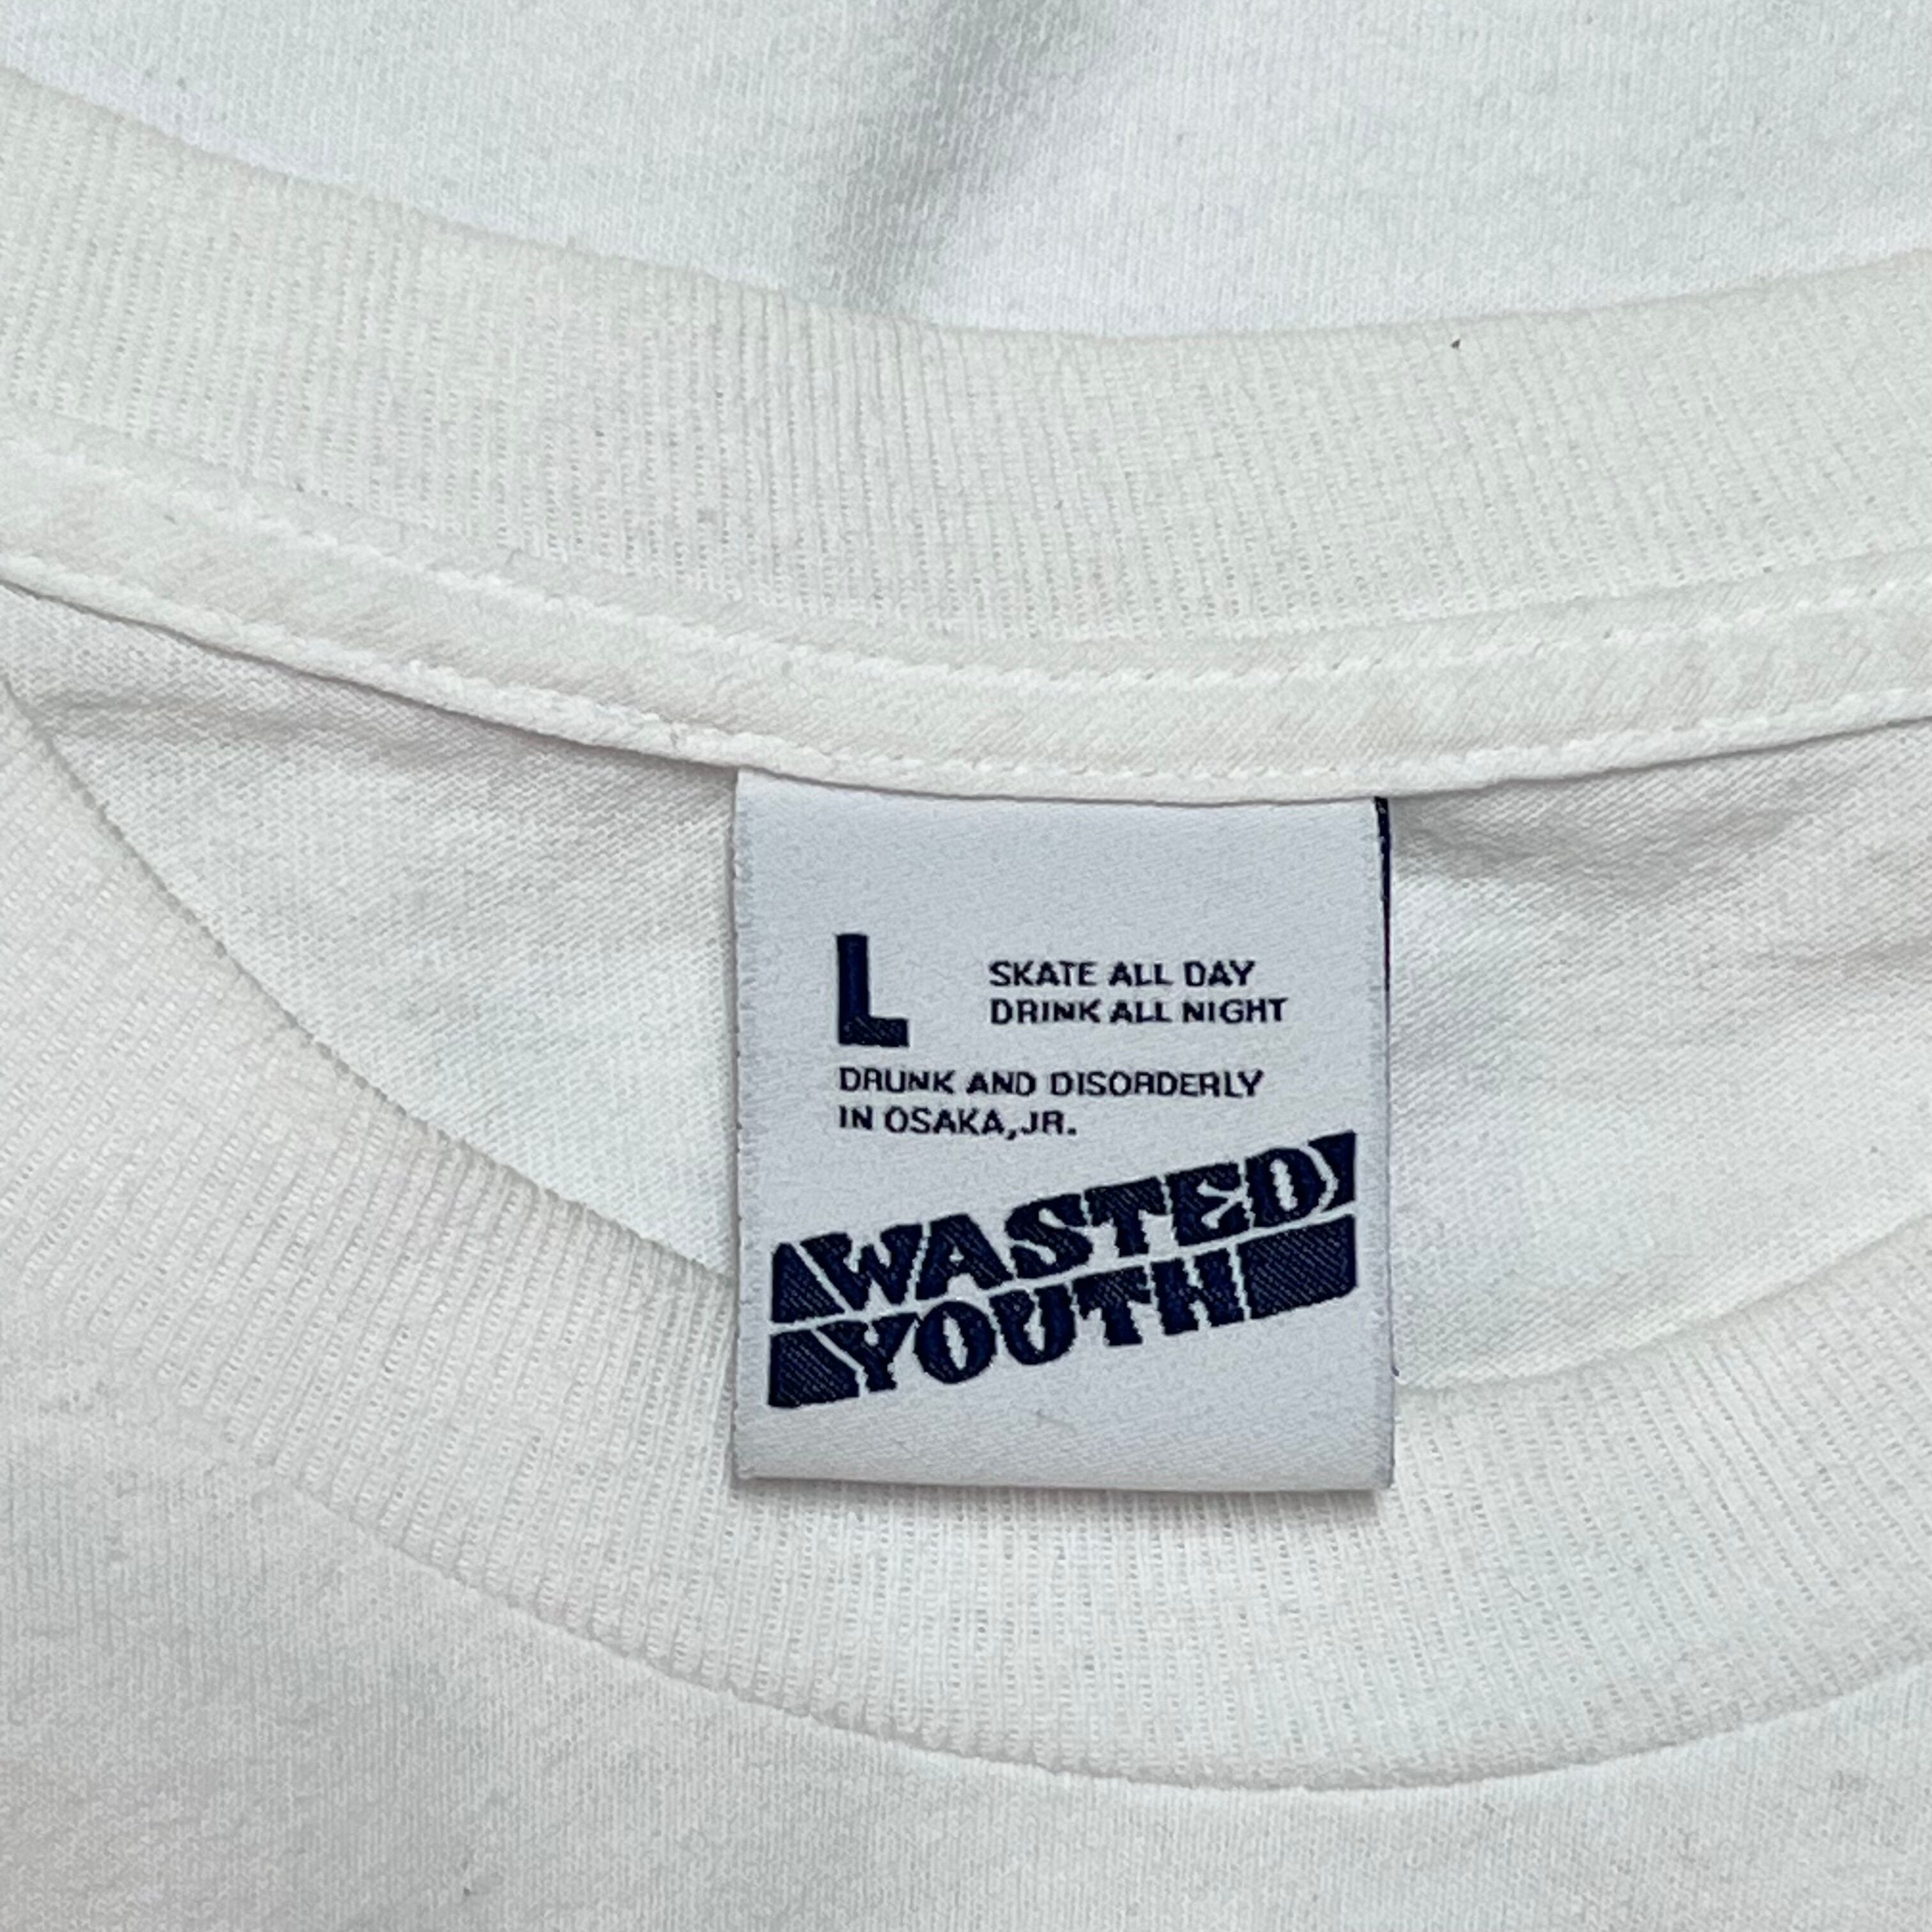 L
SKATE ALL DAY
DRINK ALL NIGHT
DRUNK AND DISORDERLY
IN OSAKA,JR.
WASTED
YOUTH